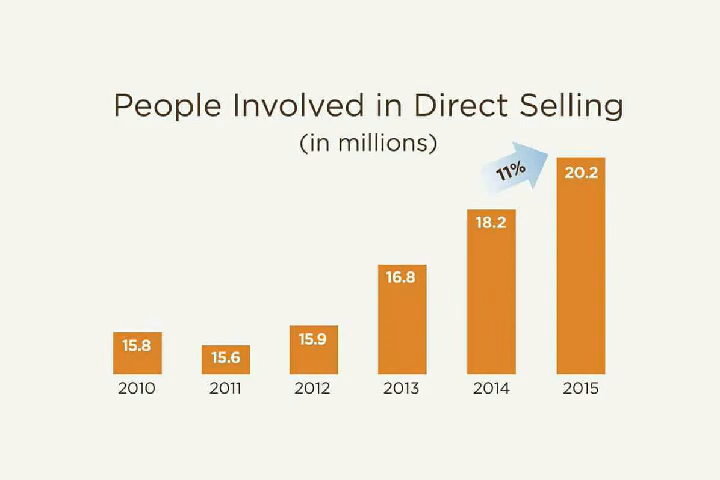 People Involved in Direct Selling
(in millions)
11%
20.2
18.2
16.8
15.8
15.6
15.9
2010 2011 2012 2013 2014 2015